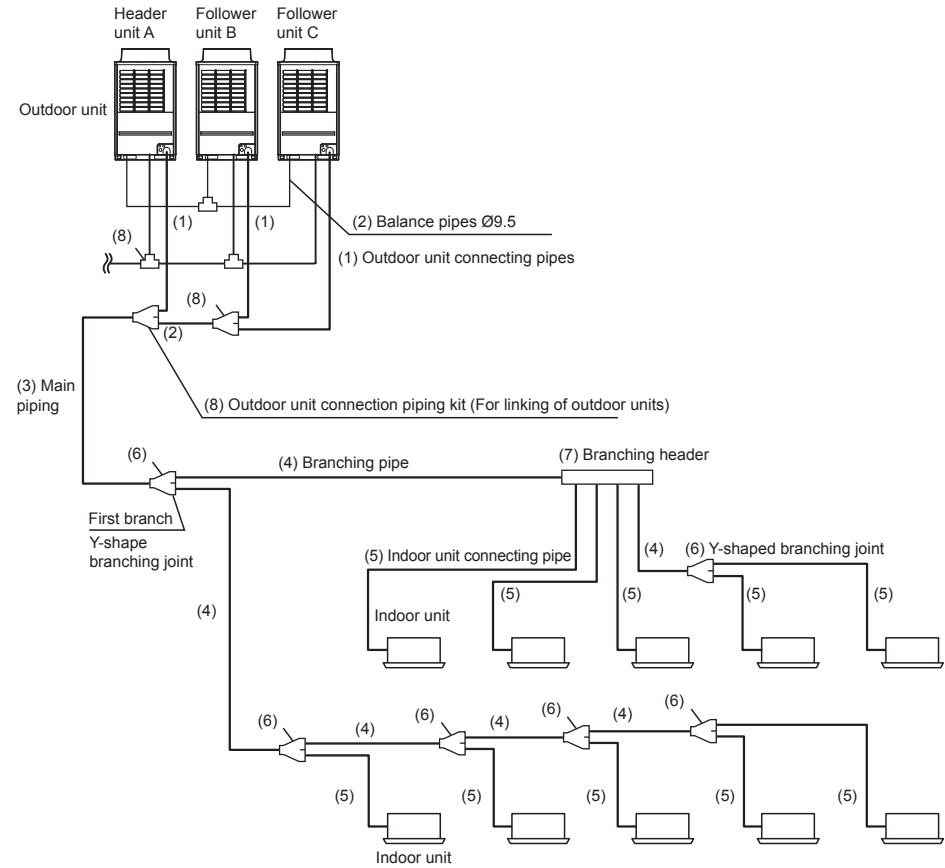 Header
unit A
Follower
unit B
Follower
unit C
Outdoor unit
(1)
(1)
(2) Balance pipes Ø9.5
(8)
(1) Outdoor unit connecting pipes
(8)
(2)
(3) Main
piping
(8) Outdoor unit connection piping kit (For linking of outdoor units)
(6)
(4) Branching pipe
(7) Branching header
First branch
Y-shape
branching joint
(5) Indoor unit connecting pipe
(4)
(6) Y-shaped branching joint
(4)
(5)
(5)
(5)
(5)
Indoor unit
(6)
(4)
(6)
(4)
(6)
(4)
(6)
(5)
(5)
(5)
(5)
(5)
Indoor unit